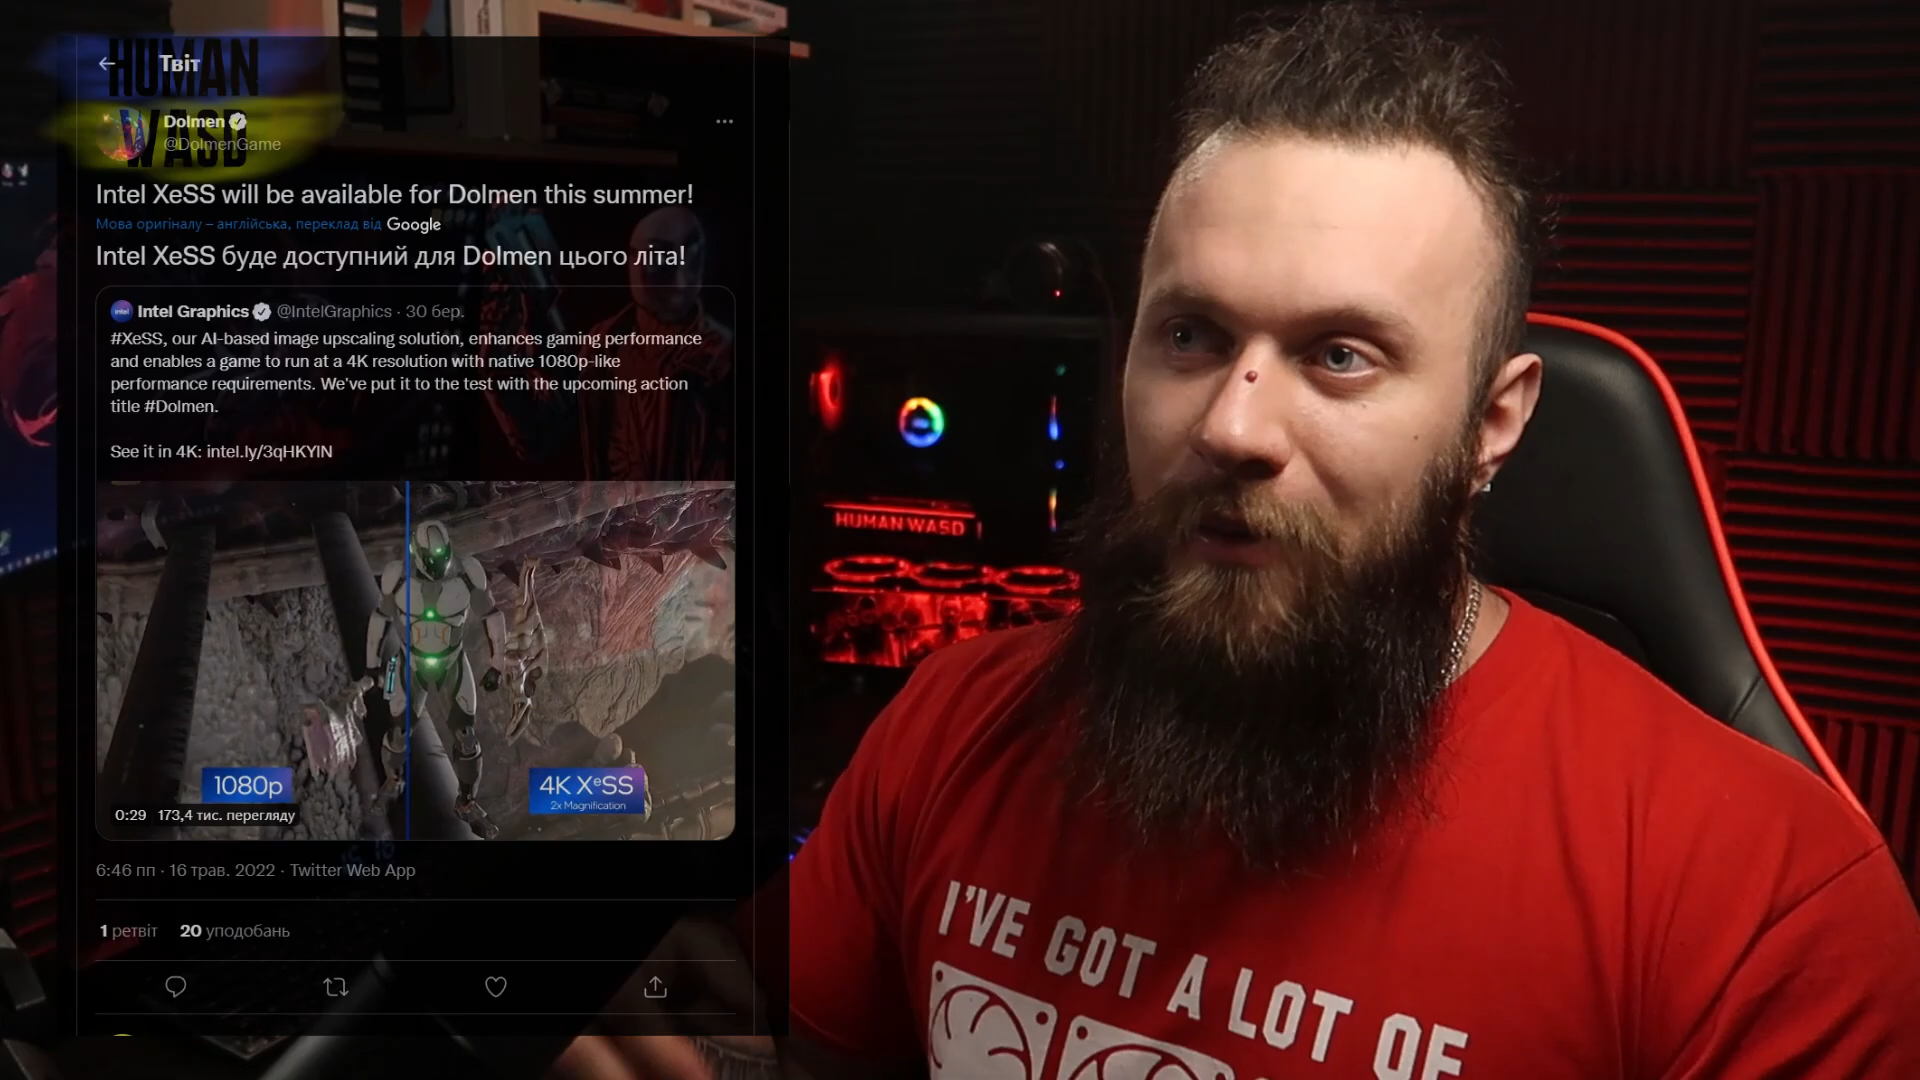 HUMAN
WASD
Твіт
Dolmen
@DolmenGame
Intel XeSS will be available for Dolmen this summer!
Мова оригіналу – англійська, переклад від Google
Intel XeSS буде доступний для Dolmen цього літа!
intel
Intel Graphics @IntelGraphics · 30 бер.
#XeSS, our AI-based image upscaling solution, enhances gaming performance
and enables a game to run at a 4K resolution with native 1080p-like
performance requirements. We've put it to the test with the upcoming action
title #Dolmen.
See it in 4K: intel.ly/3qHKYIN
1080p
4K XeSS
2x Magnification
0:29 173,4 тис. перегляду
6:46 пп · 16 трав. 2022 · Twitter Web App
1 ретвіт 20 уподобань
HUMAN WASD
I'VE GOT A LOT OF